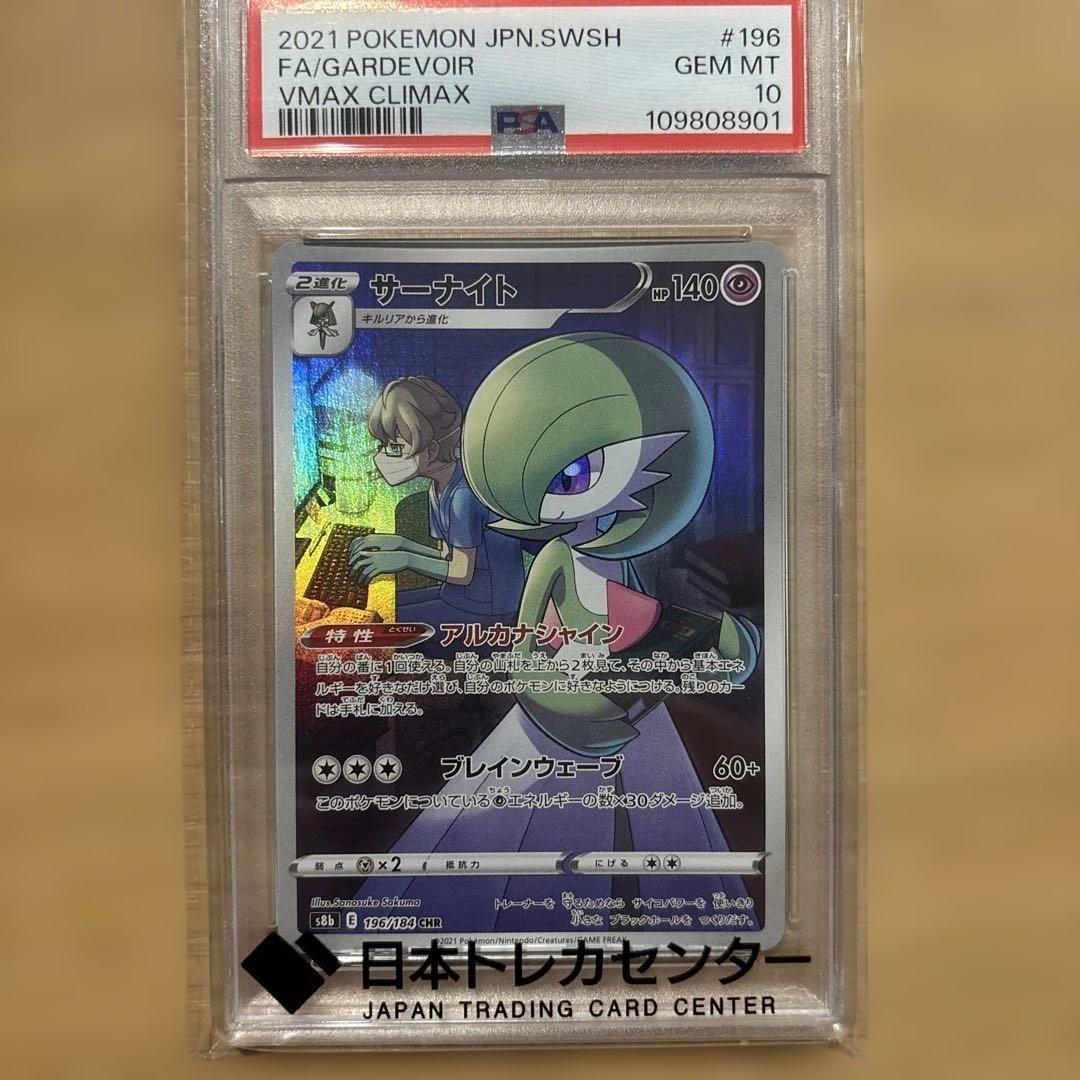 2021 POKEMON JPN.SWSH #196
FA/GARDEVOIR GEM MT
VMAX CLIMAX 10
PSA 109808901
2進化 サーナイト HP 140
キルリアから進化
特性 とくせい アルカナシャイン
自分の番に1回使える。自分の山札を上から2枚見て、その中から基本エネ
ルギーを好きなだけ選び、自分のポケモンに好きなようにつける。残りのカー
ドは手札に加える。
ブレインウェーブ 60+
このポケモンについているエネルギーの数×30ダメージ追加。
弱点 ×2 抵抗力 にげる
Illus.Sanosuke Sakuma
トレーナーを 守るためなら サイコパワーを 使いきり
小さな ブラックホールを つくりだす。
s8b E 196/184 CHR
©2021 Pokémon/Nintendo/Creatures/GAME FREAK
日本トレカセンター
JAPAN TRADING CARD CENTER